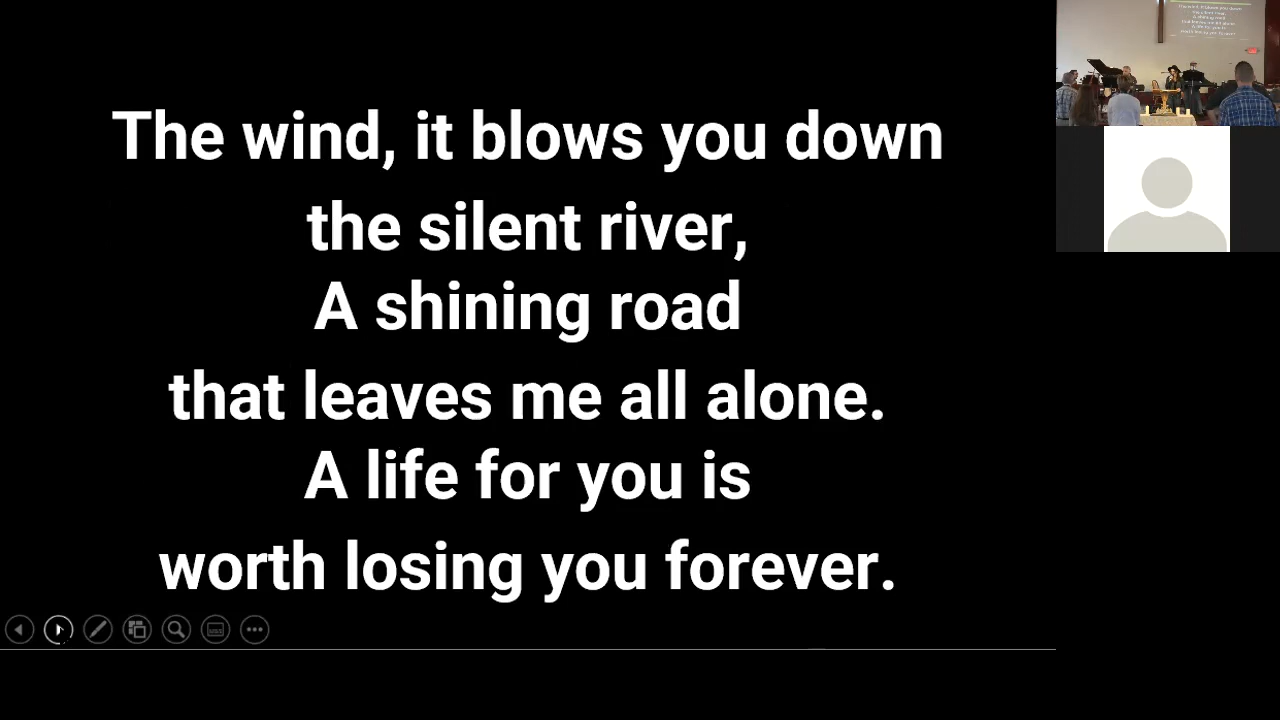 The wind, it blows you down
the silent river,
A shining road
that leaves me all alone.
A life for you is
worth losing you forever.